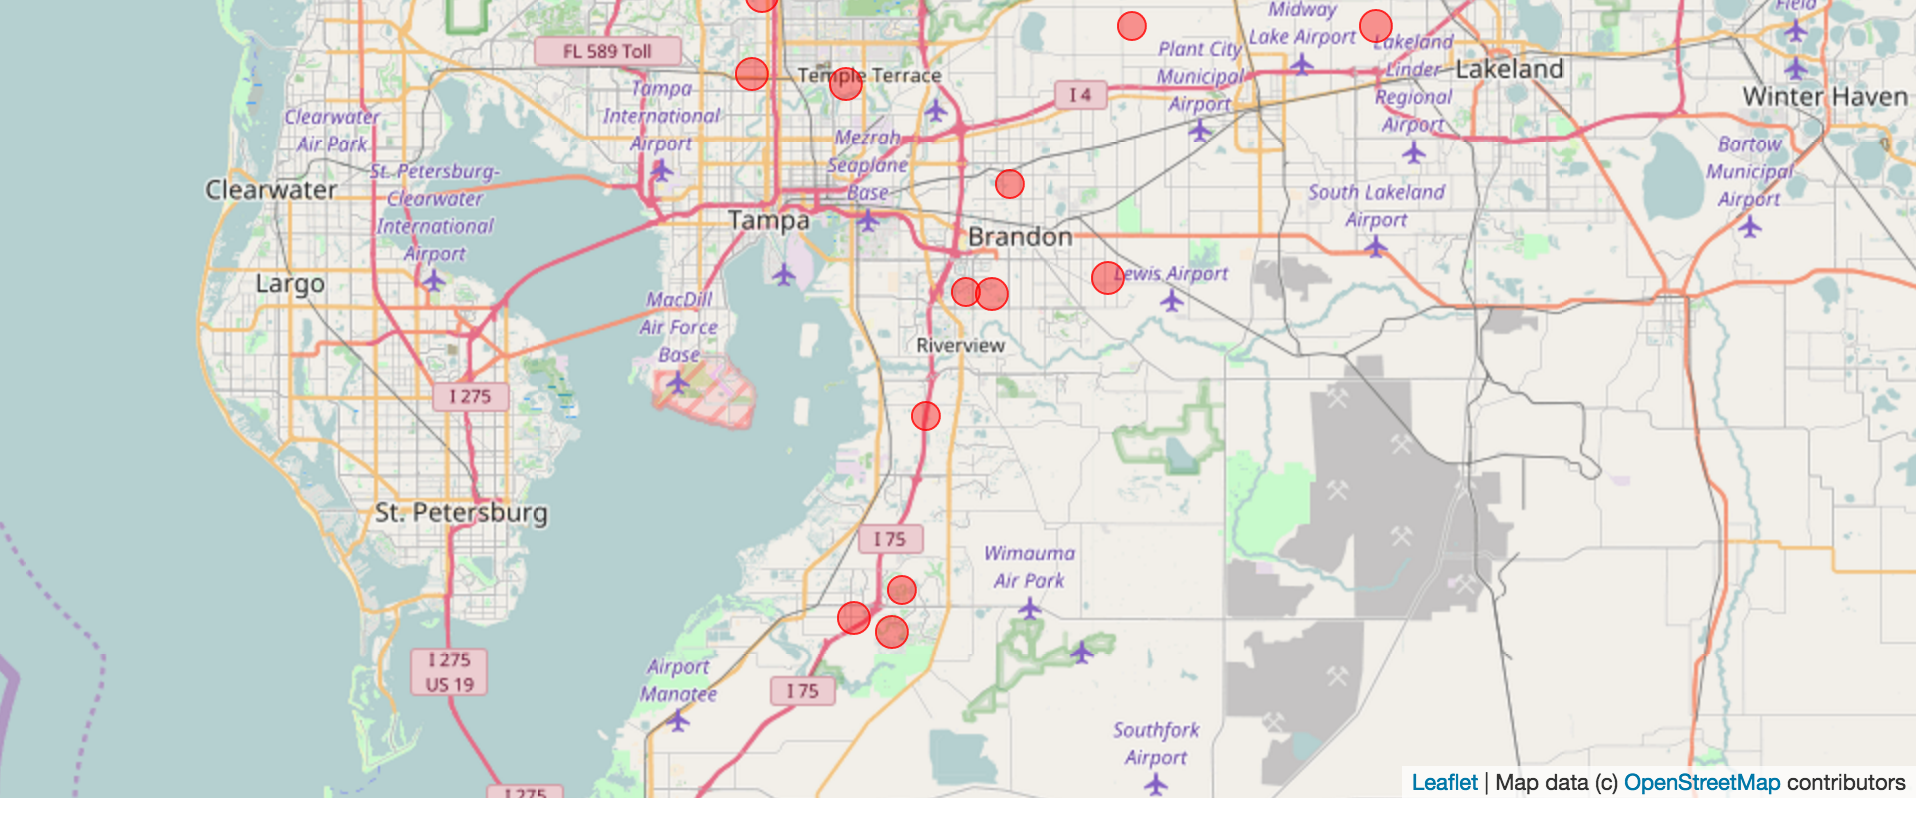 Field
Midway
Lake Airport
FL 589 Toll
Plant City
Municipal
Airport
Lakeland
Linder
Regional
Airport
Lakeland
Temple Terrace
Tampa
International
Airport
I 4
Winter Haven
Clearwater
Air Park
Mezrah
Seaplane
Base
Bartow
Municipal
Airport
St. Petersburg-
Clearwater
International
Airport
Clearwater
South Lakeland
Airport
Tampa
Brandon
Largo
Lewis Airport
MacDill
Air Force
Base
Riverview
I 275
St. Petersburg
I 75
Wimauma
Air Park
I 275
US 19
Airport
Manatee
I 75
Southfork
Airport
I 275
Leaflet | Map data (c) OpenStreetMap contributors